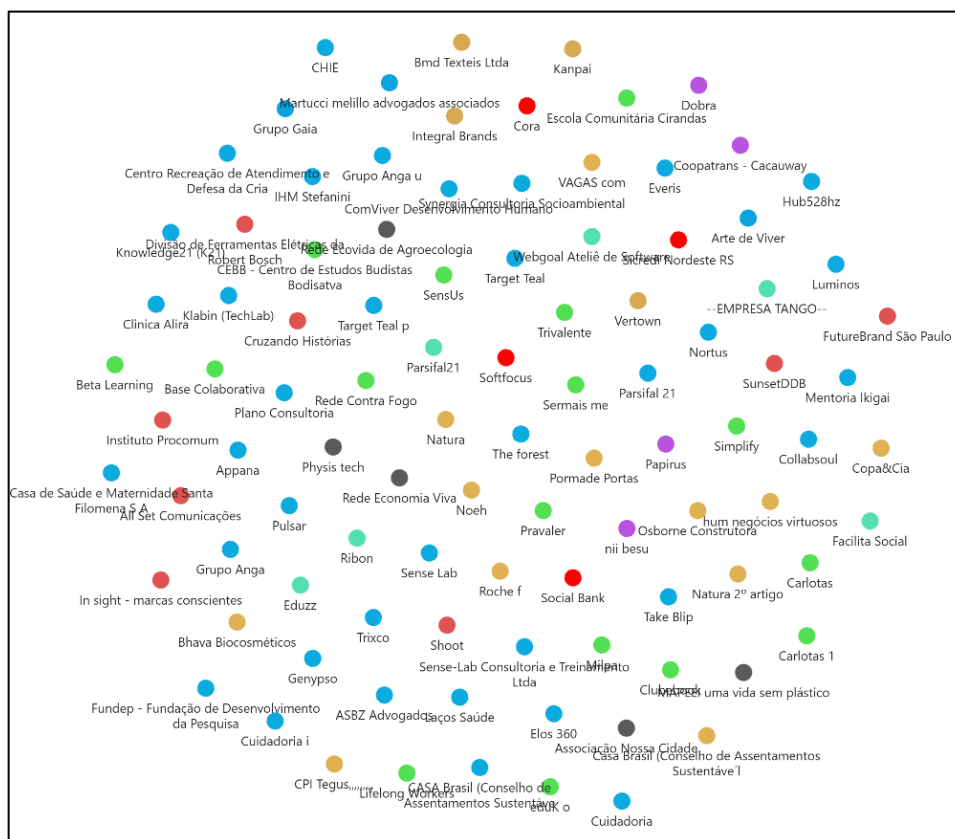 CHIE
Bmd Texteis Ltda
Kanpai
Martucci melillo advogados associados
Dobra
Grupo Gaia
Integral Brands
Cora
Escola Comunitária Cirandas
Centro Recreação de Atendimento e
Defesa da Cria
Grupo Anga u
VAGAS com
Coopatrans - Cacauway
IHM Stefanini
Everis
ComViver Desenvolvimento Humano
Synergia Consultoria Socioambiental
Hub528hz
Knowledge21 (K21)
Divisão de Ferramentas Elétricas da
Robert Bosch
Rede Ecovida de Agroecologia
Webgoal Ateliê de Software
Sicredi Nordeste RS
Arte de Viver
CEBB - Centro de Estudos Budistas
Bodisatva
SensUs
Target Teal
Luminos
Clinica Alira
Klabin (TechLab)
Target Teal p
Cruzando Histórias
Trivalente
Vertown
--EMPRESA TANGO--
FutureBrand São Paulo
Nortus
Parsifal21
Softfocus
Beta Learning
Base Colaborativa
Plano Consultoria
Rede Contra Fogo
Sermais me
Parsifal 21
SunsetDDB
Mentoria Ikigai
Instituto Procomum
Natura
The forest
Papirus
Simplify
Collabsoul
Copa&Cia
Appana
Physis tech
Pormade Portas
Casa de Saúde e Maternidade Santa
Filomena S A
All Set Comunicações
Rede Economia Viva
Noeh
Pulsar
Pravaler
nii besu
Osborne Construtora
hum negócios virtuosos
Facilita Social
Grupo Anga
Ribon
Sense Lab
In sight - marcas conscientes
Eduzz
Roche f
Social Bank
Natura 2º artigo
Carlotas
Take Blip
Bhava Biocosméticos
Trixco
Shoot
Carlotas 1
Genypso
Sense-Lab Consultoria e Treinamento
Ltda
Milpa
Clubebook
MAPEEI uma vida sem plástico
Fundep - Fundação de Desenvolvimento
da Pesquisa
ASBZ Advogados
Laços Saúde
Cuidadoria i
Elos 360
Associação Nossa Cidade
Casa Brasil (Conselho de Assentamentos
Sustentáve´l
CPI Tegus,,,,,,,,
Lifelong Workers
CASA Brasil (Conselho de
Assentamentos Sustentáve
eduK o
Cuidadoria